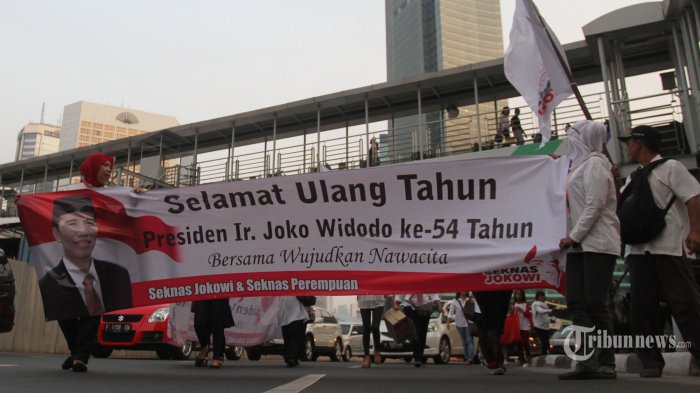 Selamat Ulang Tahun
Presiden Ir. Joko Widodo ke-54 Tahun
Bersama Wujudkan Nawacita
Seknas Jokowi & Seknas Perempuan
SEKNAS
JOKOWI
Tribunnews.com